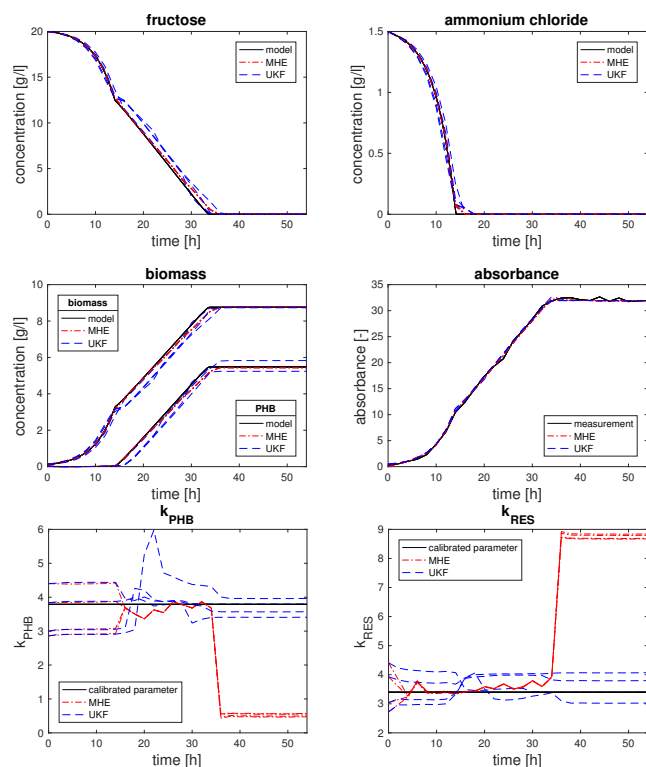 fructose
concentration [g/l]
20
15
10
5
0
0 10 20 30 40 50
time [h]
model
MHE
UKF
ammonium chloride
concentration [g/l]
1.5
1
0.5
0
0 10 20 30 40 50
time [h]
model
MHE
UKF
biomass
concentration [g/l]
10
8
6
4
2
0
0 10 20 30 40 50
time [h]
biomass
model
MHE
UKF
PHB
model
MHE
UKF
absorbance
absorbance [-]
35
30
25
20
15
10
5
0
0 10 20 30 40 50
time [h]
measurement
MHE
UKF
k_PHB
k_PHB
6
5
4
3
2
1
0
0 10 20 30 40 50
time [h]
calibrated parameter
MHE
UKF
k_RES
k_RES
9
8
7
6
5
4
3
2
0 10 20 30 40 50
time [h]
calibrated parameter
MHE
UKF